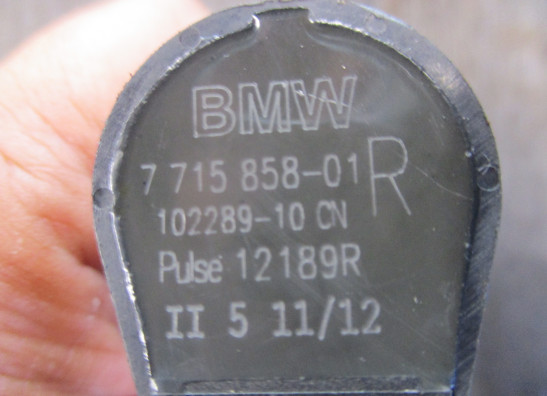 BMW
7 715 858-01 R
102289-10 CN
Pulse 12189R
II 5 11/12